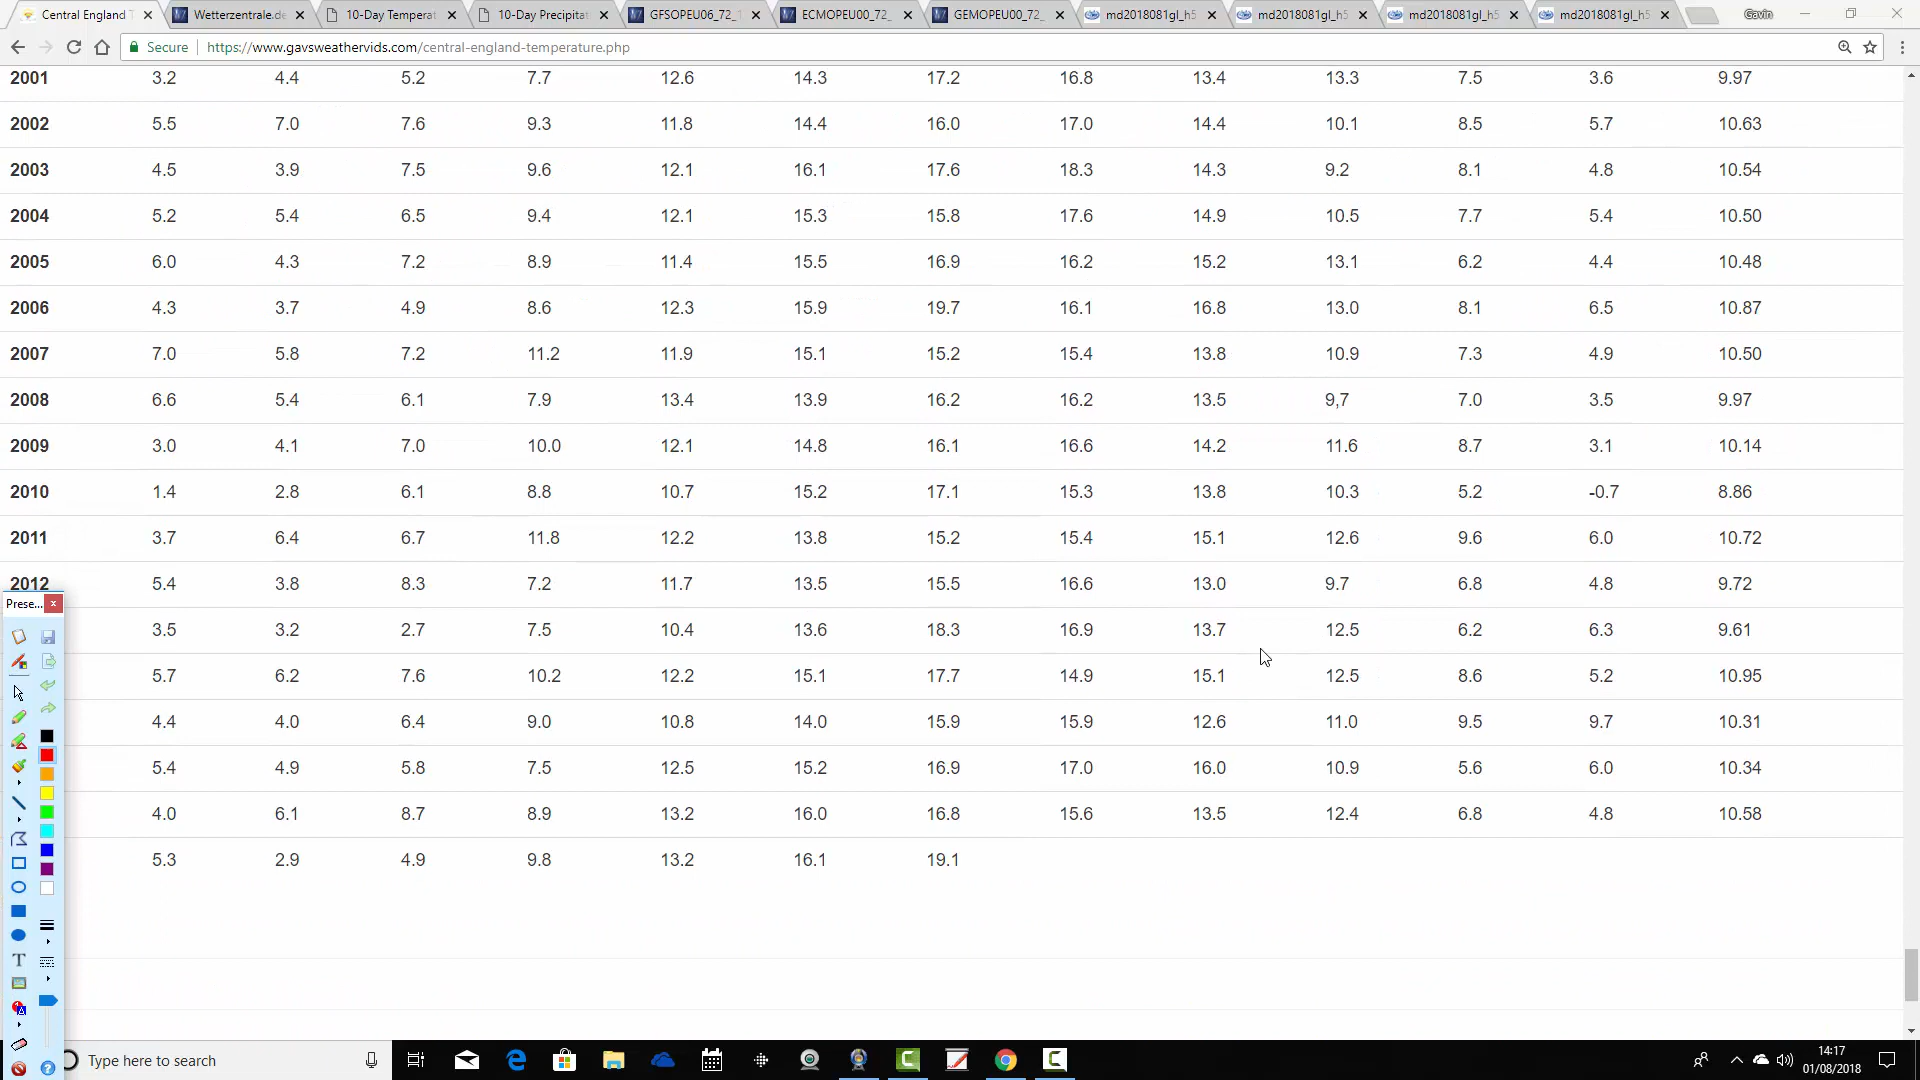 Central England T
Wetterzentrale.de
10-Day Temperat
10-Day Precipitat
GFSOPEU06_72_1
ECMOPEU00_72_
GEMOPEU00_72_
md2018081gl_h5
md2018081gl_h5
md2018081gl_h5
md2018081gl_h5
Gavin
Secure https://www.gavsweathervids.com/central-england-temperature.php
2001 3.2 4.4 5.2 7.7 12.6 14.3 17.2 16.8 13.4 13.3 7.5 3.6 9.97
2002 5.5 7.0 7.6 9.3 11.8 14.4 16.0 17.0 14.4 10.1 8.5 5.7 10.63
2003 4.5 3.9 7.5 9.6 12.1 16.1 17.6 18.3 14.3 9.2 8.1 4.8 10.54
2004 5.2 5.4 6.5 9.4 12.1 15.3 15.8 17.6 14.9 10.5 7.7 5.4 10.50
2005 6.0 4.3 7.2 8.9 11.4 15.5 16.9 16.2 15.2 13.1 6.2 4.4 10.48
2006 4.3 3.7 4.9 8.6 12.3 15.9 19.7 16.1 16.8 13.0 8.1 6.5 10.87
2007 7.0 5.8 7.2 11.2 11.9 15.1 15.2 15.4 13.8 10.9 7.3 4.9 10.50
2008 6.6 5.4 6.1 7.9 13.4 13.9 16.2 16.2 13.5 9,7 7.0 3.5 9.97
2009 3.0 4.1 7.0 10.0 12.1 14.8 16.1 16.6 14.2 11.6 8.7 3.1 10.14
2010 1.4 2.8 6.1 8.8 10.7 15.2 17.1 15.3 13.8 10.3 5.2 -0.7 8.86
2011 3.7 6.4 6.7 11.8 12.2 13.8 15.2 15.4 15.1 12.6 9.6 6.0 10.72
2012 5.4 3.8 8.3 7.2 11.7 13.5 15.5 16.6 13.0 9.7 6.8 4.8 9.72
Prese...
3.5 3.2 2.7 7.5 10.4 13.6 18.3 16.9 13.7 12.5 6.2 6.3 9.61
5.7 6.2 7.6 10.2 12.2 15.1 17.7 14.9 15.1 12.5 8.6 5.2 10.95
4.4 4.0 6.4 9.0 10.8 14.0 15.9 15.9 12.6 11.0 9.5 9.7 10.31
5.4 4.9 5.8 7.5 12.5 15.2 16.9 17.0 16.0 10.9 5.6 6.0 10.34
4.0 6.1 8.7 8.9 13.2 16.0 16.8 15.6 13.5 12.4 6.8 4.8 10.58
5.3 2.9 4.9 9.8 13.2 16.1 19.1
Type here to search
14:17
01/08/2018